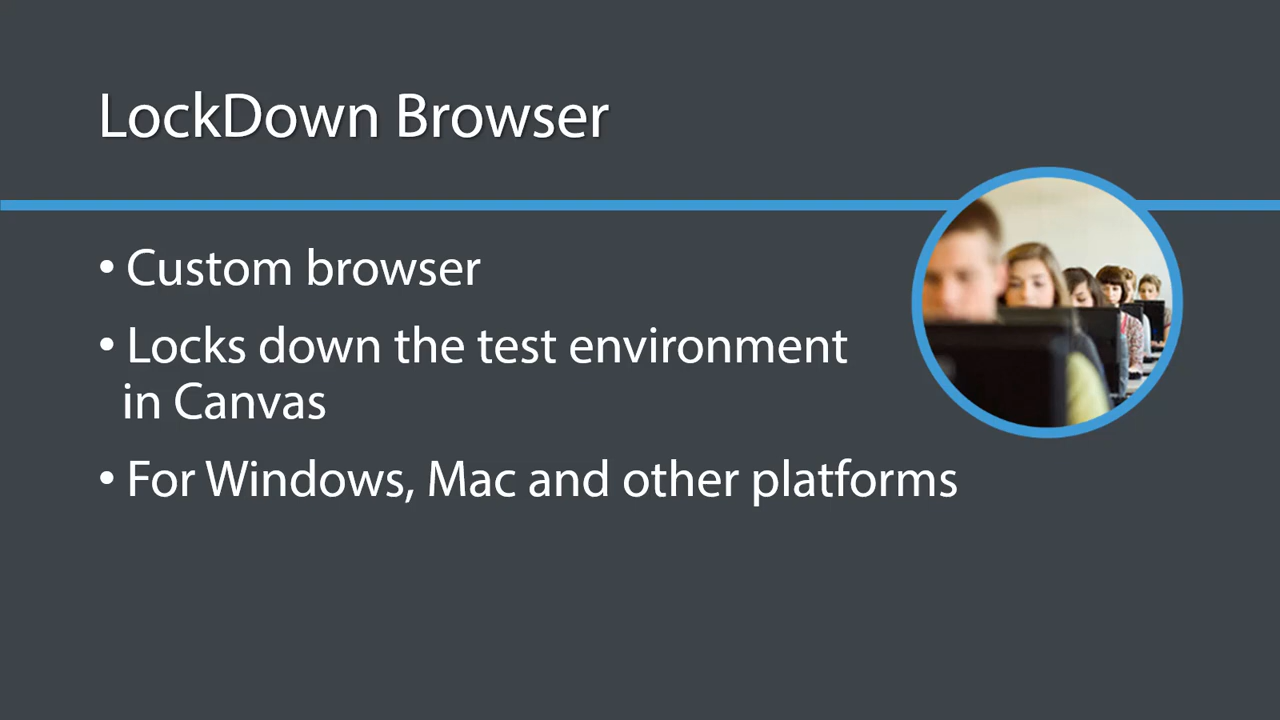 LockDown Browser
• Custom browser
• Locks down the test environment
in Canvas
• For Windows, Mac and other platforms